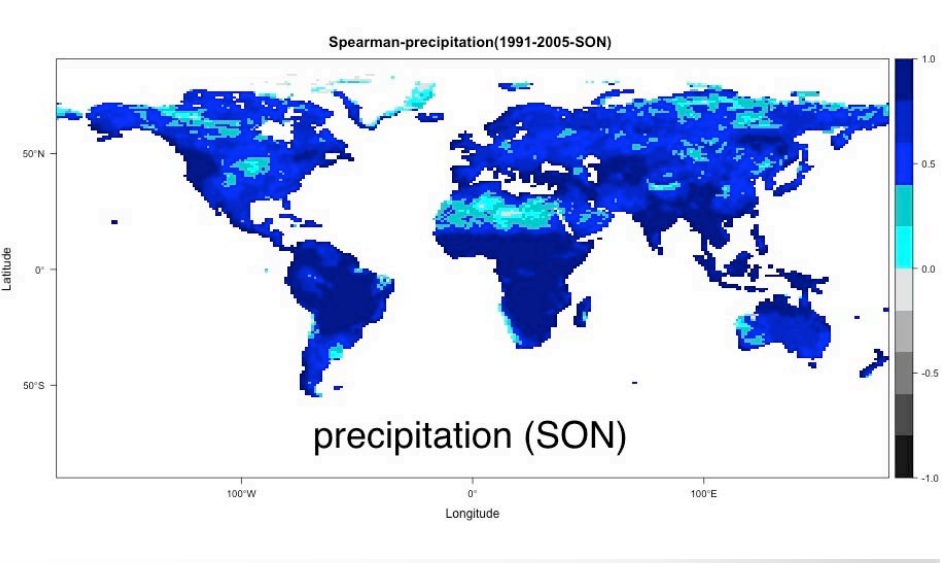 Spearman-precipitation(1991-2005-SON)
1.0
50°N
0.5
Latitude
0°
0.0
-0.5
50°S
precipitation (SON)
-1.0
100°W
0°
100°E
Longitude